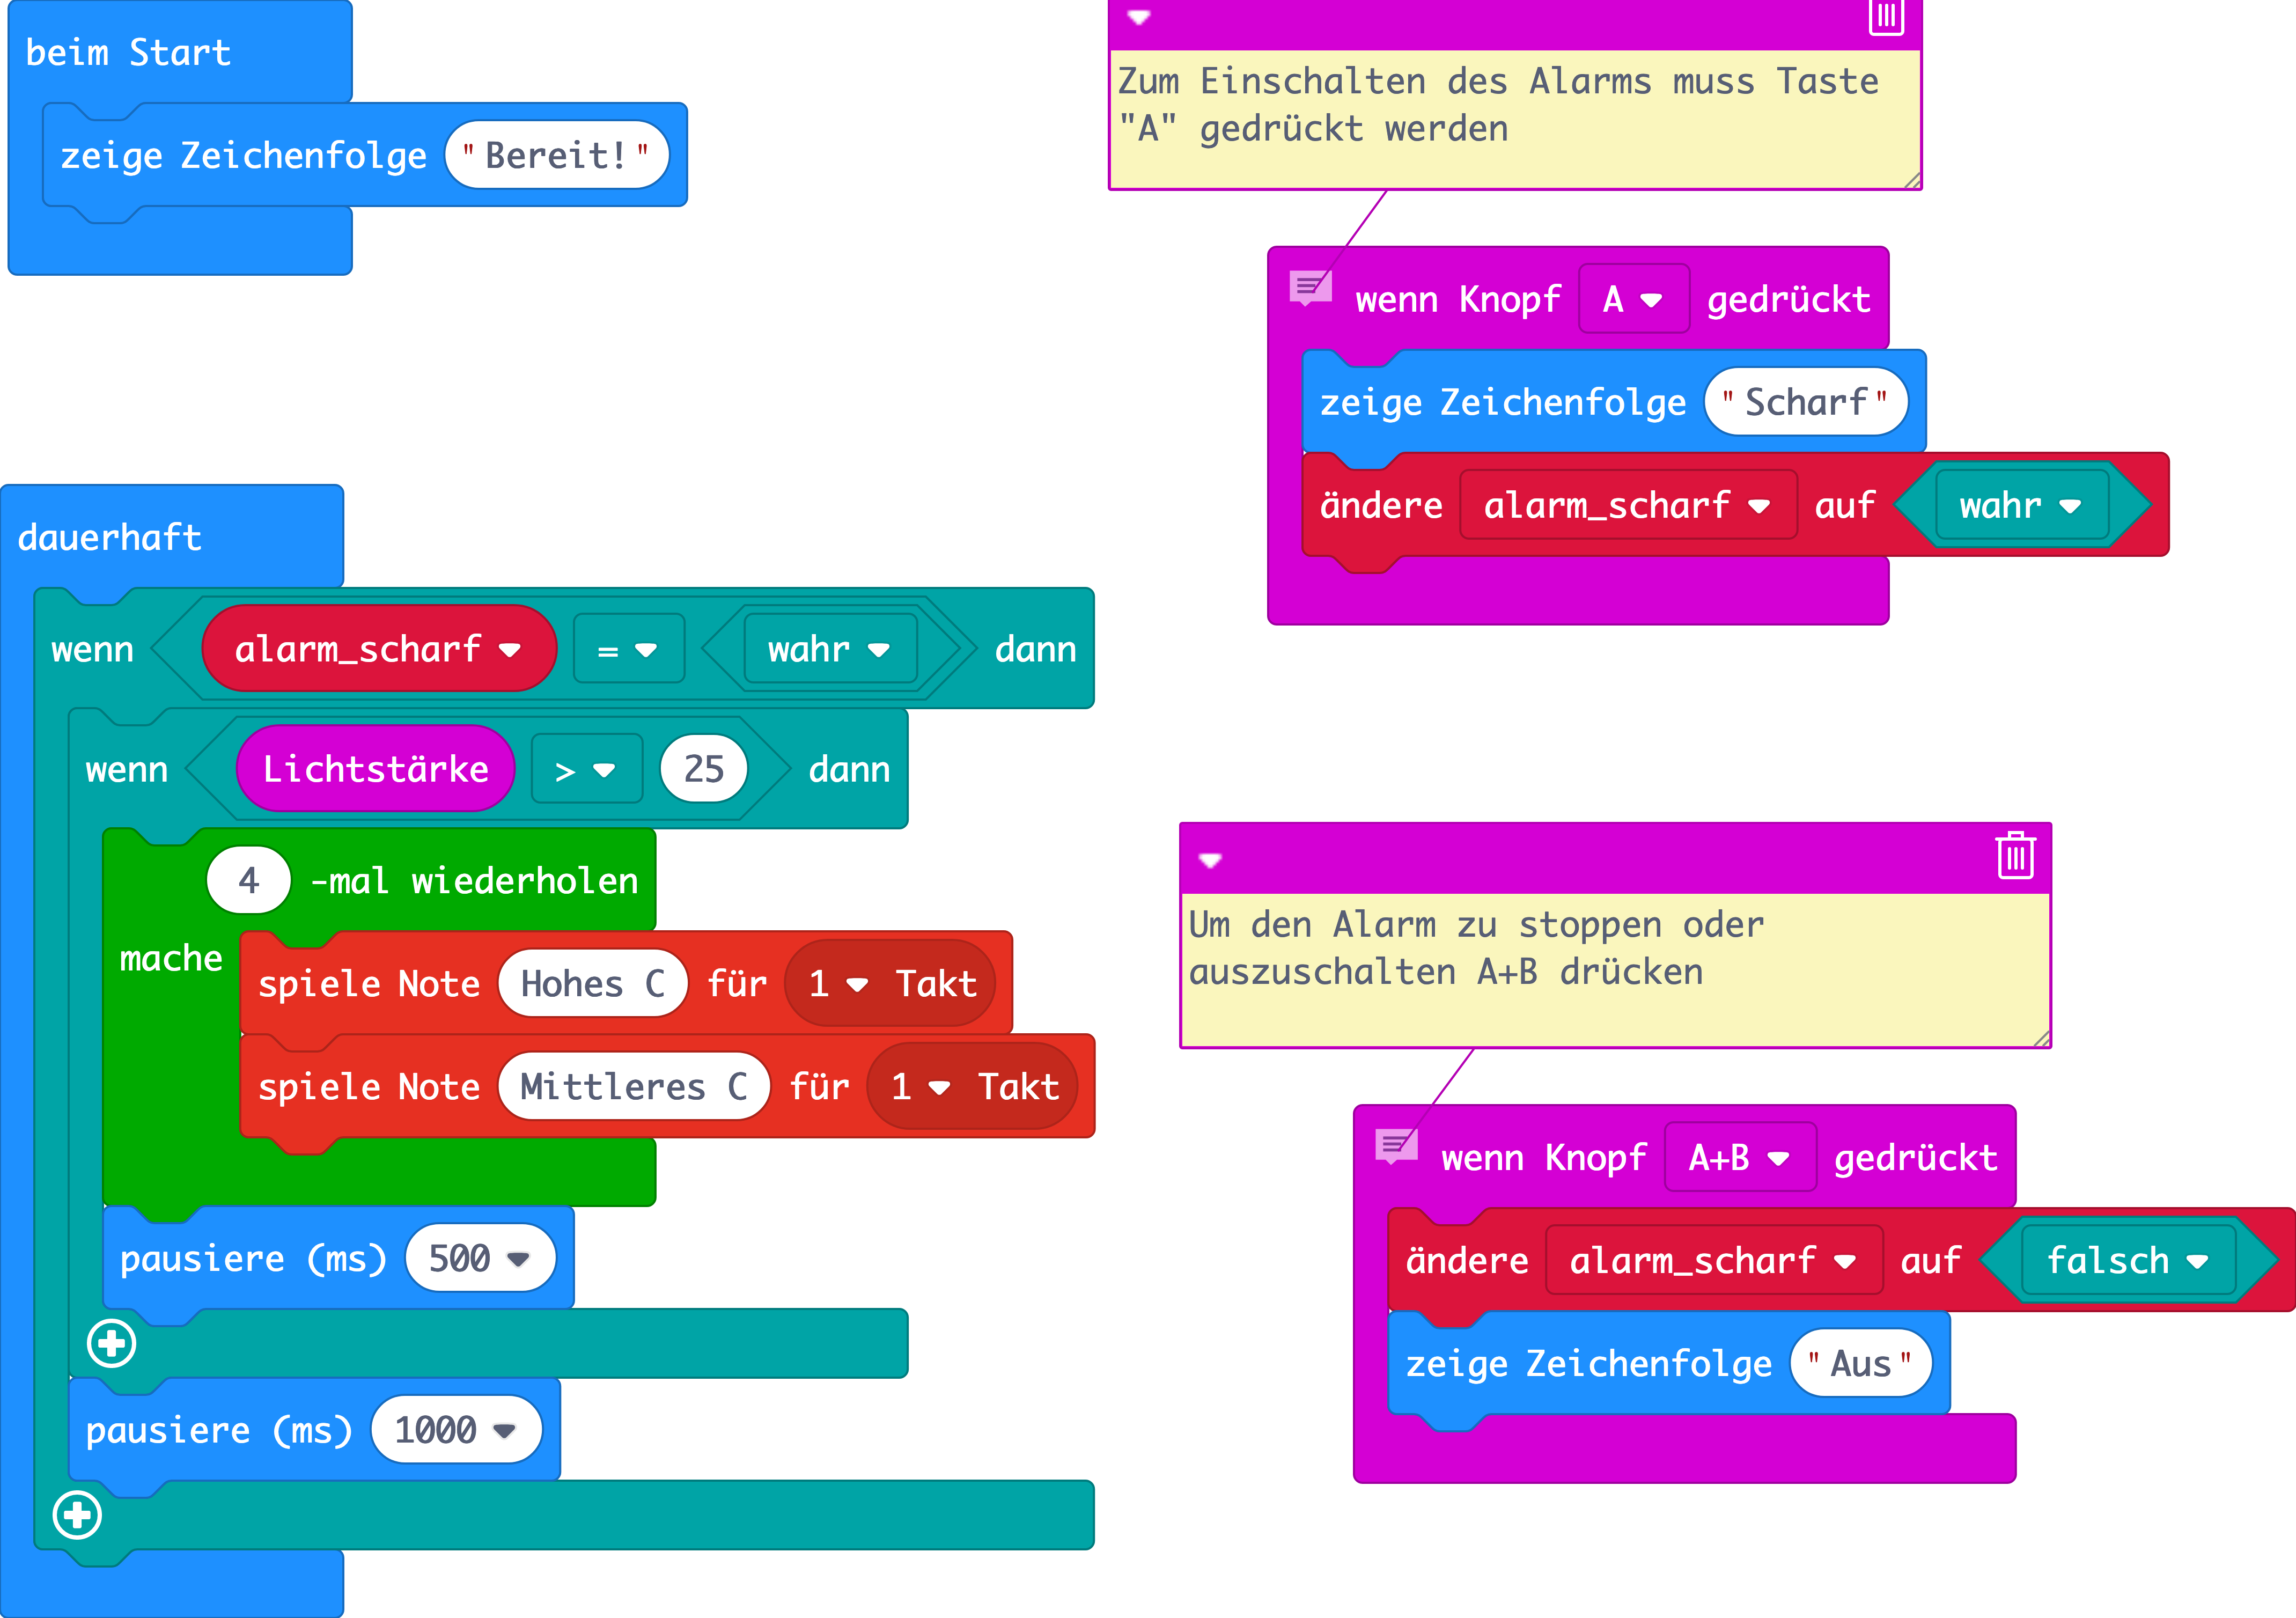 beim Start
zeige Zeichenfolge "Bereit!"
dauerhaft
wenn alarm_scharf = wahr dann
wenn Lichtstärke > 25 dann
4 -mal wiederholen
mache
spiele Note Hohes C für 1 Takt
spiele Note Mittleres C für 1 Takt
pausiere (ms) 500
pausiere (ms) 1000
Zum Einschalten des Alarms muss Taste
"A" gedrückt werden
wenn Knopf A gedrückt
zeige Zeichenfolge "Scharf"
ändere alarm_scharf auf wahr
Um den Alarm zu stoppen oder
auszuschalten A+B drücken
wenn Knopf A+B gedrückt
ändere alarm_scharf auf falsch
zeige Zeichenfolge "Aus"